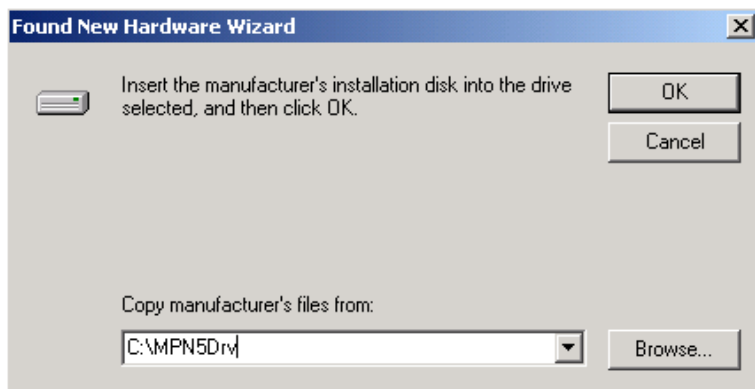 Found New Hardware Wizard
Insert the manufacturer's installation disk into the drive
selected, and then click OK.
OK
Cancel
Copy manufacturer's files from:
C:\MPN5Drv
Browse...